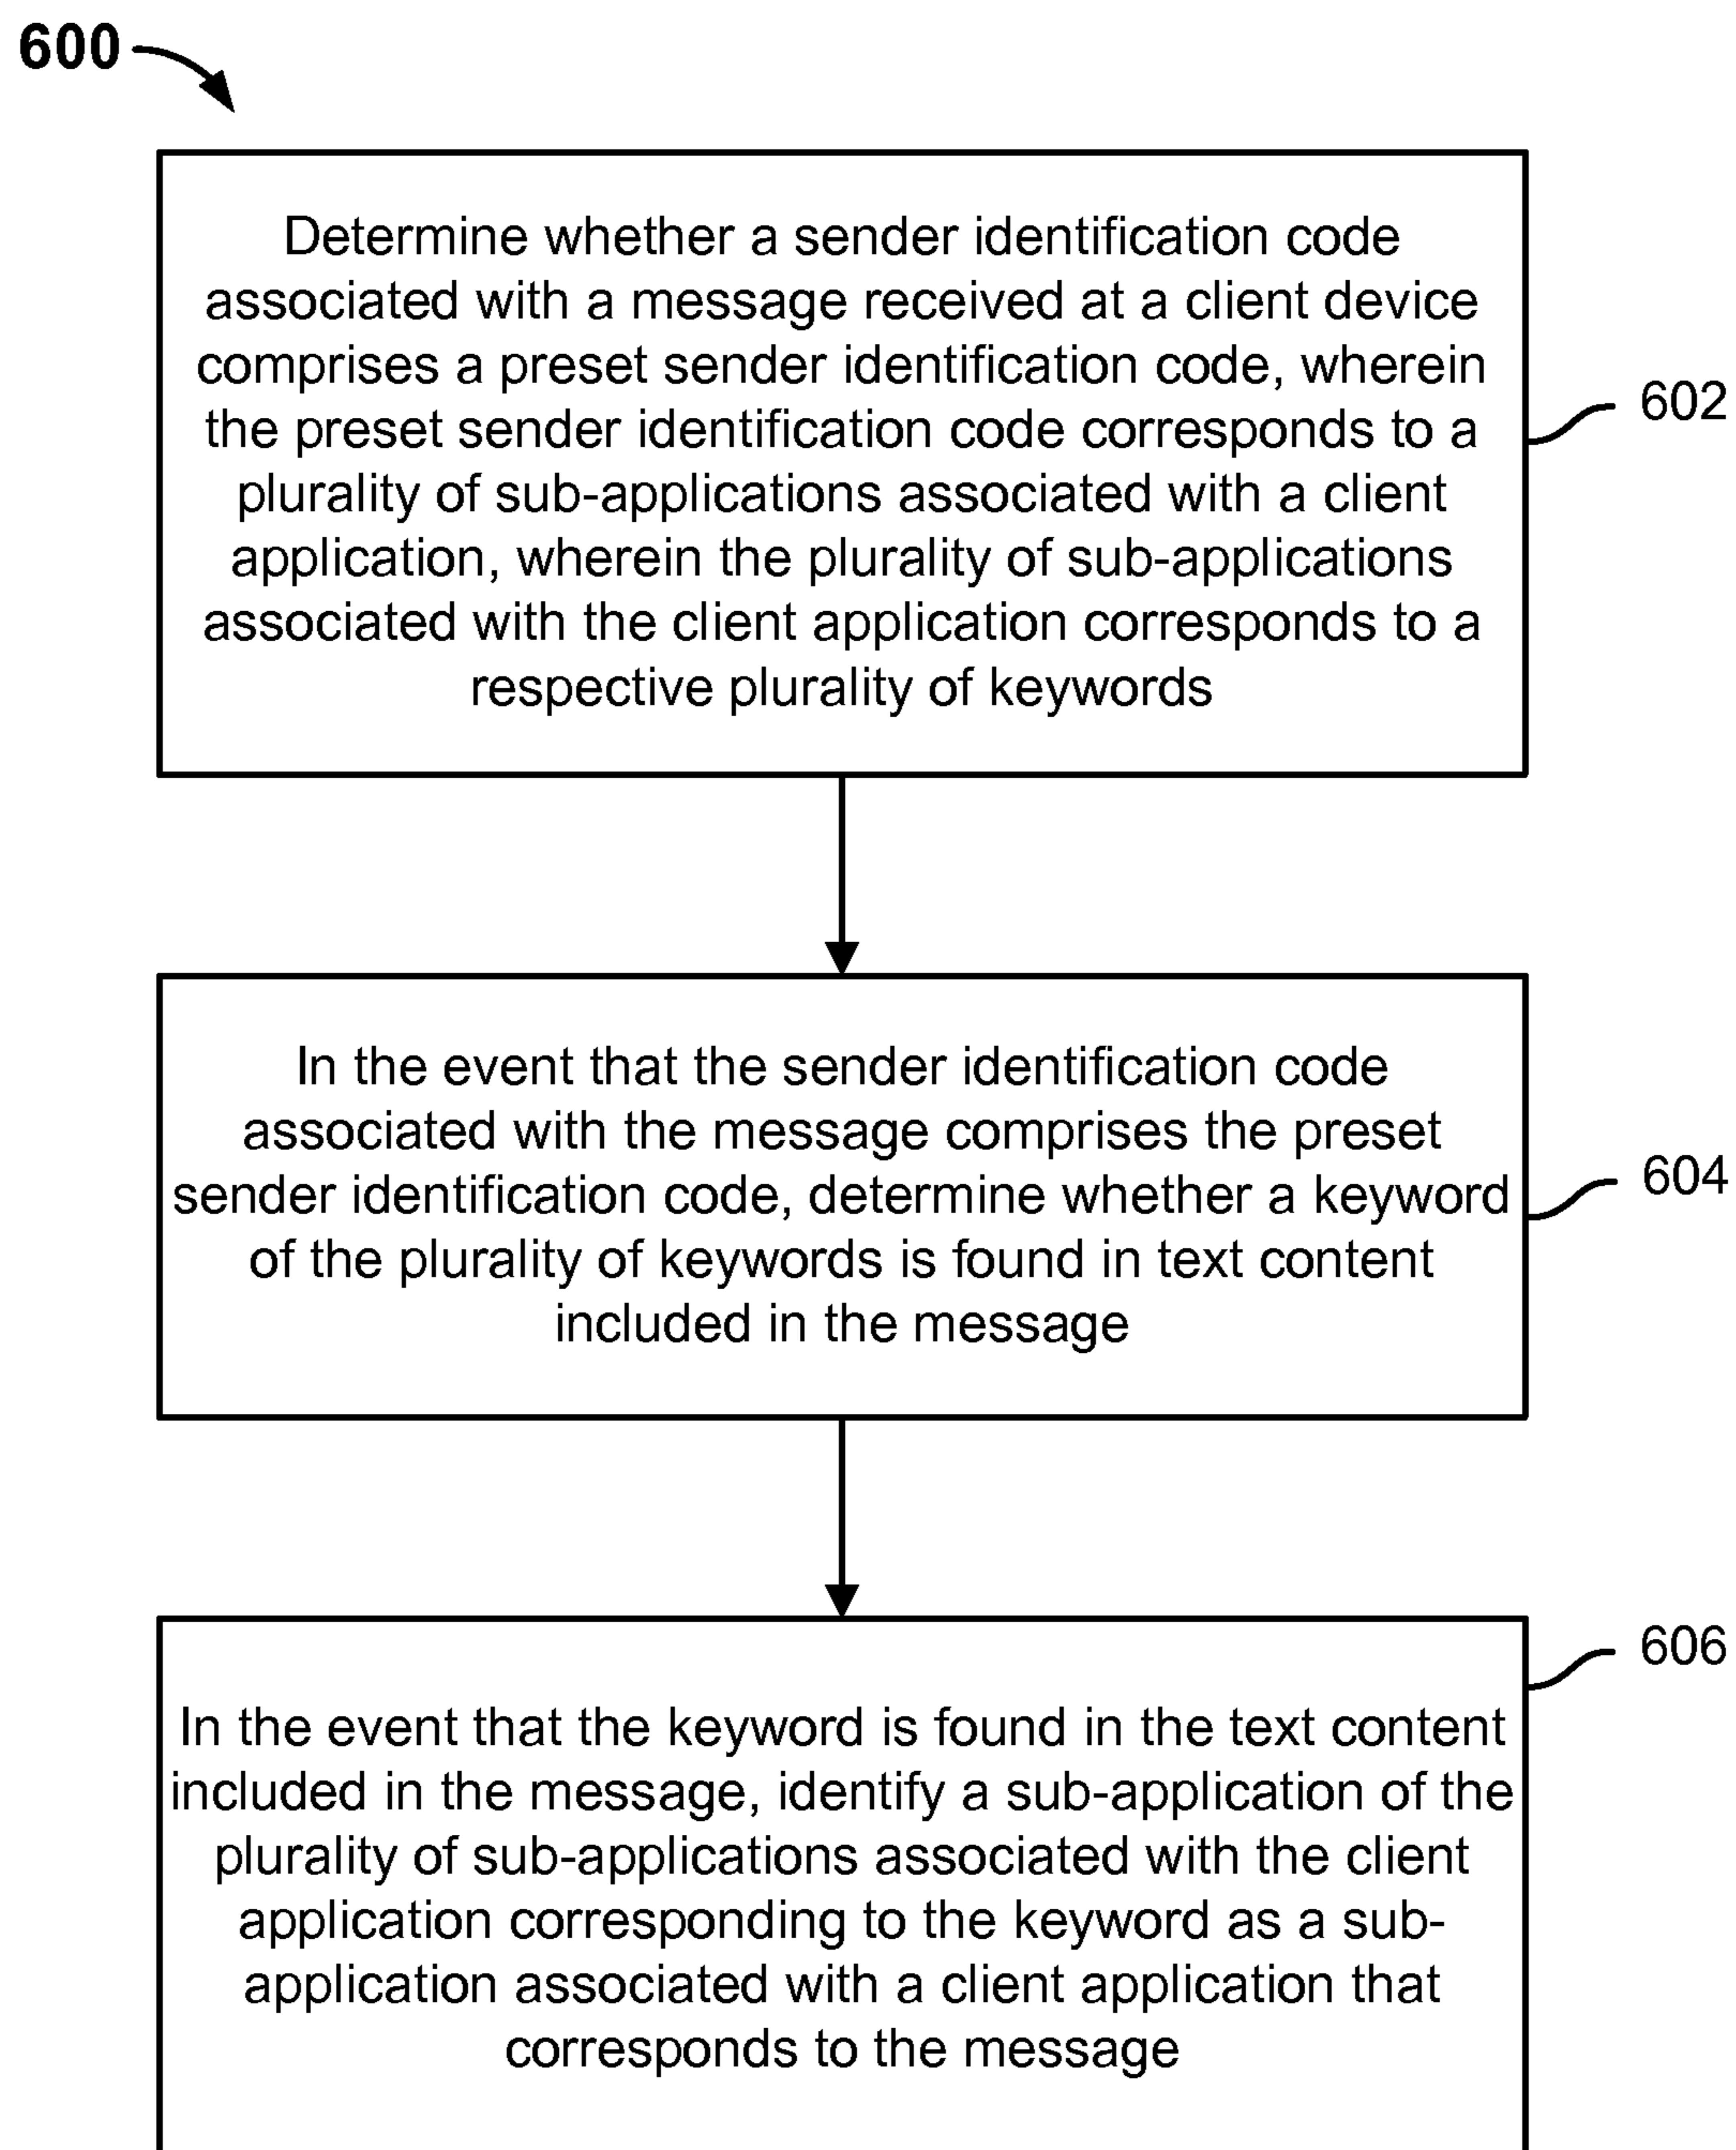 600
Determine whether a sender identification code
associated with a message received at a client device
comprises a preset sender identification code, wherein
the preset sender identification code corresponds to a
plurality of sub-applications associated with a client
application, wherein the plurality of sub-applications
associated with the client application corresponds to a
respective plurality of keywords
602
In the event that the sender identification code
associated with the message comprises the preset
sender identification code, determine whether a keyword
of the plurality of keywords is found in text content
included in the message
604
606
In the event that the keyword is found in the text content
included in the message, identify a sub-application of the
plurality of sub-applications associated with the client
application corresponding to the keyword as a sub-
application associated with a client application that
corresponds to the message